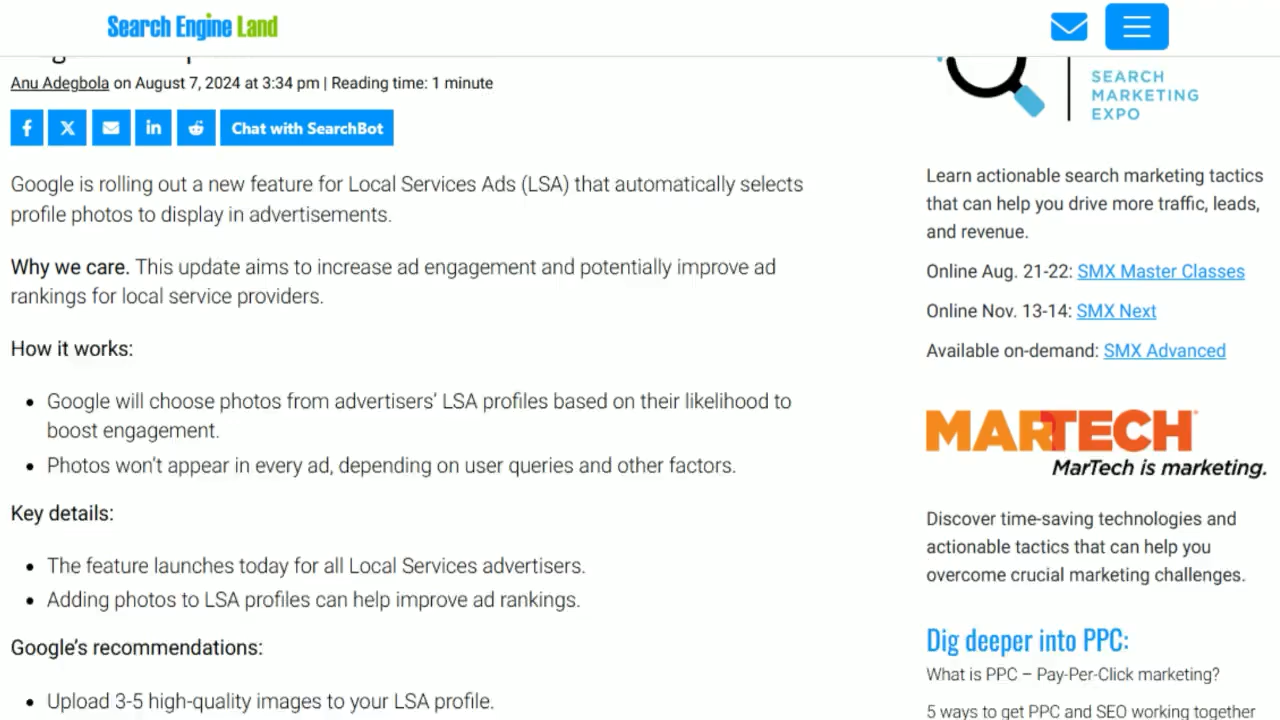 Search Engine Land
Anu Adegbola on August 7, 2024 at 3:34 pm | Reading time: 1 minute
Chat with SearchBot
Google is rolling out a new feature for Local Services Ads (LSA) that automatically selects
profile photos to display in advertisements.
Why we care. This update aims to increase ad engagement and potentially improve ad
rankings for local service providers.
How it works:
• Google will choose photos from advertisers’ LSA profiles based on their likelihood to
boost engagement.
• Photos won’t appear in every ad, depending on user queries and other factors.
Key details:
• The feature launches today for all Local Services advertisers.
• Adding photos to LSA profiles can help improve ad rankings.
Google’s recommendations:
• Upload 3-5 high-quality images to your LSA profile.
SEARCH
MARKETING
EXPO
Learn actionable search marketing tactics
that can help you drive more traffic, leads,
and revenue.
Online Aug. 21-22: SMX Master Classes
Online Nov. 13-14: SMX Next
Available on-demand: SMX Advanced
MARTECH
MarTech is marketing.
Discover time-saving technologies and
actionable tactics that can help you
overcome crucial marketing challenges.
Dig deeper into PPC:
What is PPC – Pay-Per-Click marketing?
5 ways to get PPC and SEO working together